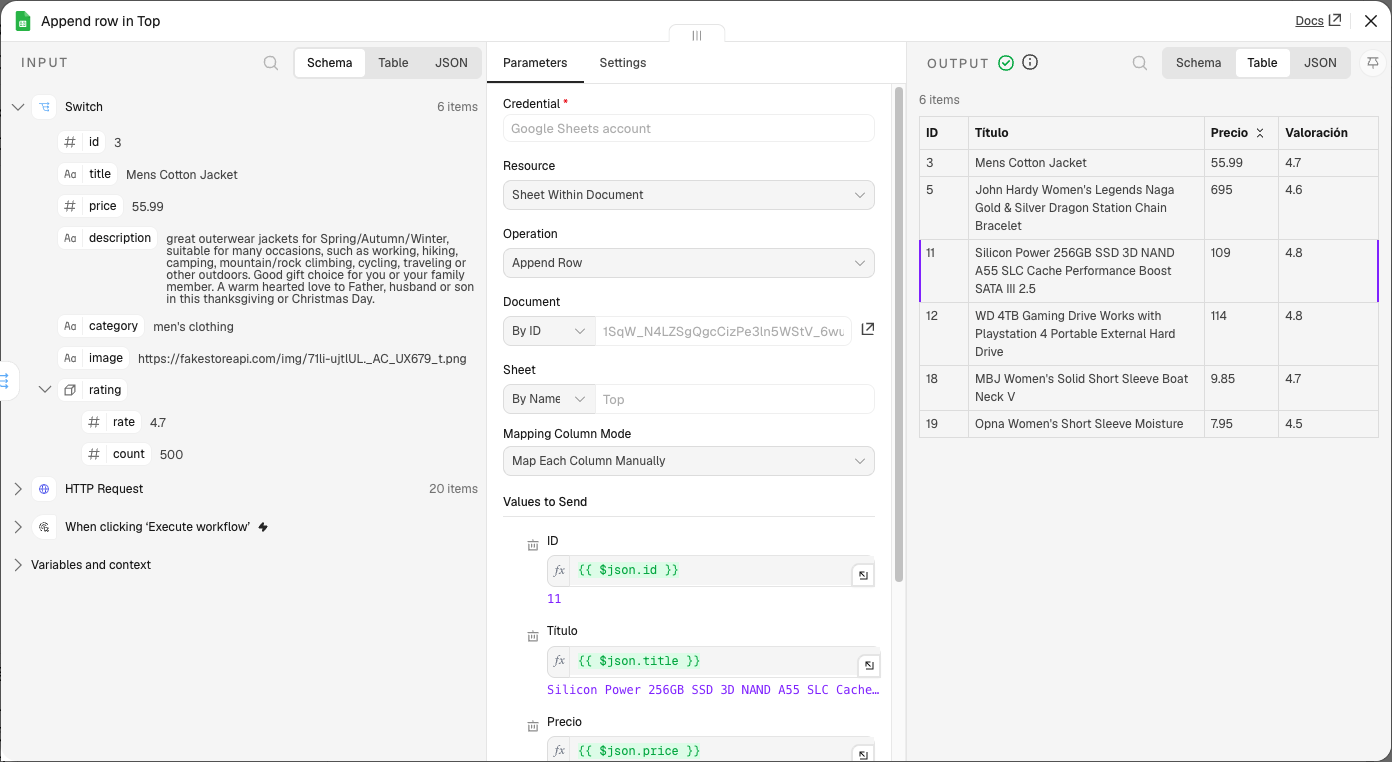 Append row in Top
Docs
INPUT
Schema
Table
JSON
Switch
6 items
# id 3
Aa title Mens Cotton Jacket
# price 55.99
Aa description great outerwear jackets for Spring/Autumn/Winter,
suitable for many occasions, such as working, hiking,
camping, mountain/rock climbing, cycling, traveling or
other outdoors. Good gift choice for you or your family
member. A warm hearted love to Father, husband or son
in this thanksgiving or Christmas Day.
Aa category men's clothing
Aa image https://fakestoreapi.com/img/71li-ujtlUL._AC_UX679_t.png
rating
# rate 4.7
# count 500
HTTP Request
20 items
When clicking ‘Execute workflow’
Variables and context
Parameters
Settings
Credential *
Google Sheets account
Resource
Sheet Within Document
Operation
Append Row
Document
By ID
1SqW_N4LZSgQgcCizPe3ln5WStV_6wu
Sheet
By Name
Top
Mapping Column Mode
Map Each Column Manually
Values to Send
ID
fx {{ $json.id }}
11
Título
fx {{ $json.title }}
Silicon Power 256GB SSD 3D NAND A55 SLC Cache…
Precio
fx {{ $json.price }}
OUTPUT
Schema
Table
JSON
6 items
ID Título Precio Valoración
3 Mens Cotton Jacket 55.99 4.7
5 John Hardy Women's Legends Naga 695 4.6
Gold & Silver Dragon Station Chain
Bracelet
11 Silicon Power 256GB SSD 3D NAND 109 4.8
A55 SLC Cache Performance Boost
SATA III 2.5
12 WD 4TB Gaming Drive Works with 114 4.8
Playstation 4 Portable External Hard
Drive
18 MBJ Women's Solid Short Sleeve Boat 9.85 4.7
Neck V
19 Opna Women's Short Sleeve Moisture 7.95 4.5